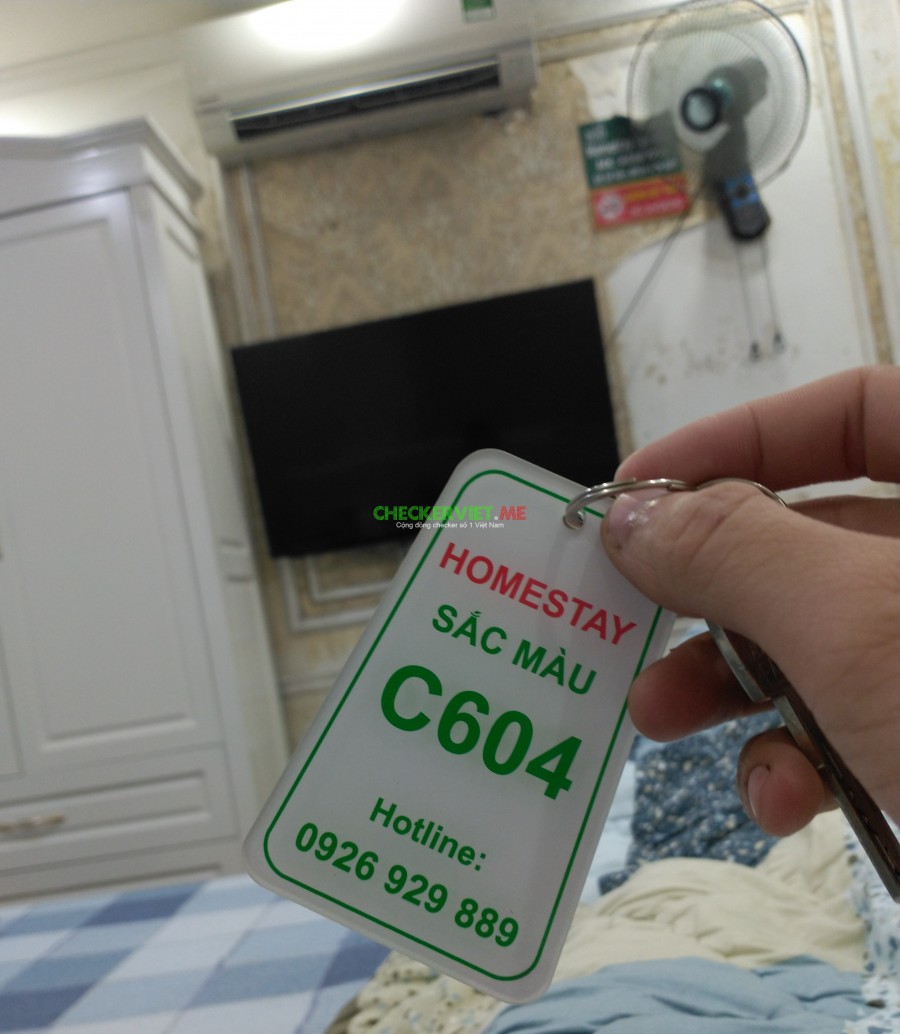 CHECKERVIET.ME
Cộng đồng checker số 1 Việt Nam
HOMESTAY
SẮC MÀU
C604
Hotline:
0926 929 889